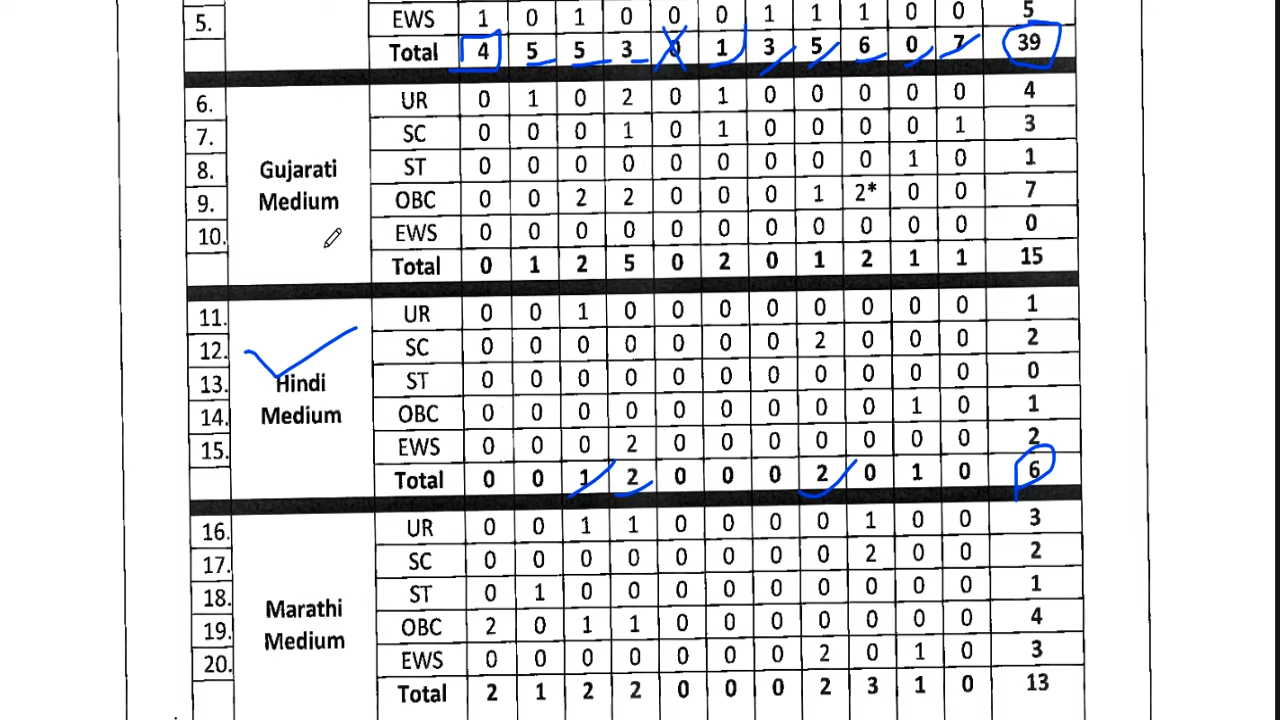 5. EWS 1 0 1 0 0 0 1 1 1 0 0 5
Total 4 5 5 3 0 1 3 5 6 0 7 39
6. UR 0 1 0 2 0 1 0 0 0 0 0 4
7. SC 0 0 0 1 0 1 0 0 0 0 1 3
8. Gujarati ST 0 0 0 0 0 0 0 0 0 1 0 1
9. Medium OBC 0 0 2 2 0 0 0 1 2* 0 0 7
10. EWS 0 0 0 0 0 0 0 0 0 0 0 0
Total 0 1 2 5 0 2 0 1 2 1 1 15
11. UR 0 0 1 0 0 0 0 0 0 0 0 1
12. SC 0 0 0 0 0 0 0 2 0 0 0 2
13. Hindi ST 0 0 0 0 0 0 0 0 0 0 0 0
14. Medium OBC 0 0 0 0 0 0 0 0 0 1 0 1
15. EWS 0 0 0 2 0 0 0 0 0 0 0 2
Total 0 0 1 2 0 0 0 2 0 1 0 6
16. UR 0 0 1 1 0 0 0 0 1 0 0 3
17. SC 0 0 0 0 0 0 0 0 2 0 0 2
18. Marathi ST 0 1 0 0 0 0 0 0 0 0 0 1
19. Medium OBC 2 0 1 1 0 0 0 0 0 0 0 4
20. EWS 0 0 0 0 0 0 0 2 0 1 0 3
Total 2 1 2 2 0 0 0 2 3 1 0 13